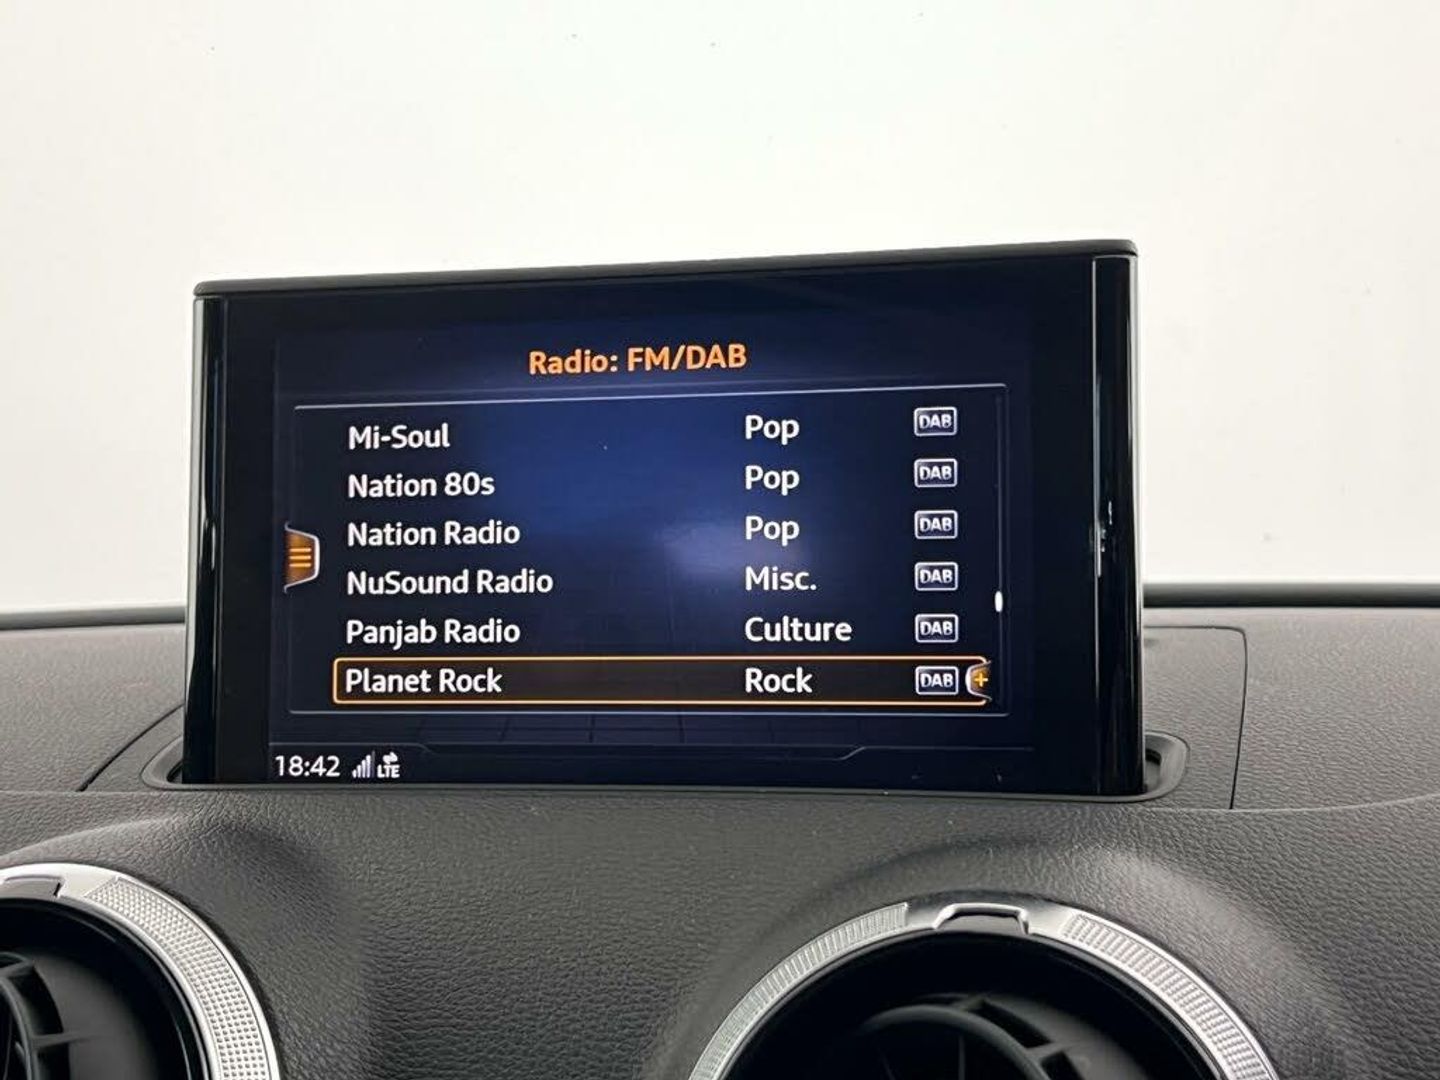 Radio: FM/DAB
Mi-Soul Pop DAB
Nation 80s Pop DAB
Nation Radio Pop DAB
NuSound Radio Misc. DAB
Panjab Radio Culture DAB
Planet Rock Rock DAB +
18:42 LTE